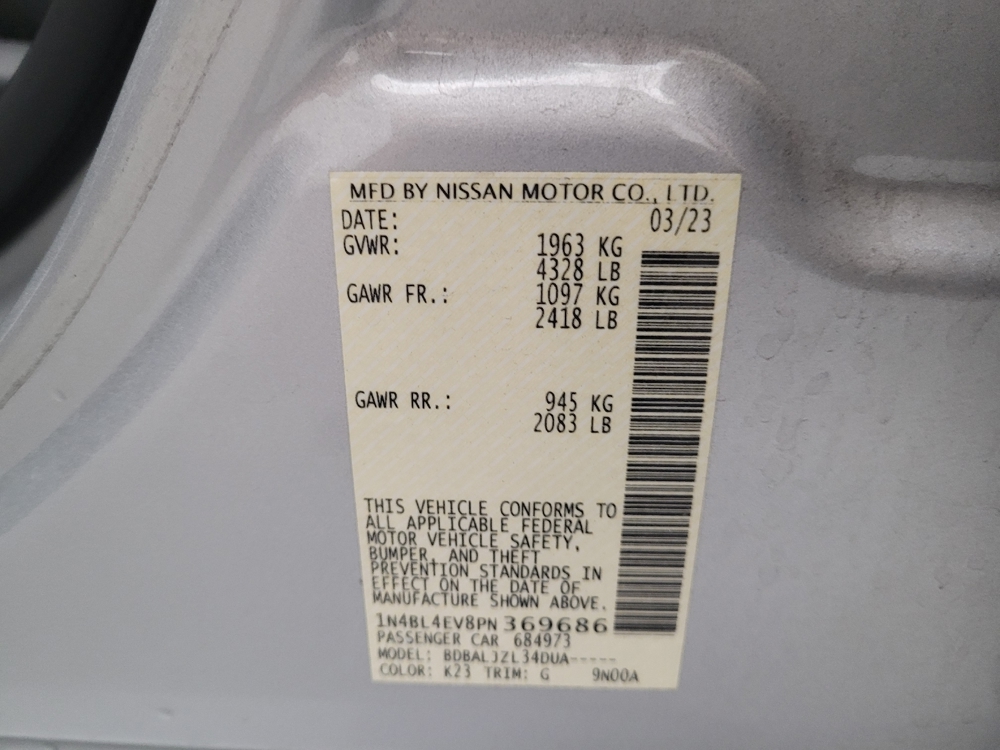 MFD BY NISSAN MOTOR CO., LTD.
DATE: 03/23
GVWR: 1963 KG
4328 LB
GAWR FR.: 1097 KG
2418 LB
GAWR RR.: 945 KG
2083 LB
THIS VEHICLE CONFORMS TO
ALL APPLICABLE FEDERAL
MOTOR VEHICLE SAFETY,
BUMPER, AND THEFT
PREVENTION STANDARDS IN
EFFECT ON THE DATE OF
MANUFACTURE SHOWN ABOVE.
1N4BL4EV8PN369686
PASSENGER CAR 684973
MODEL: BDBALJZL34DUA-----
COLOR: K23 TRIM: G 9N00A